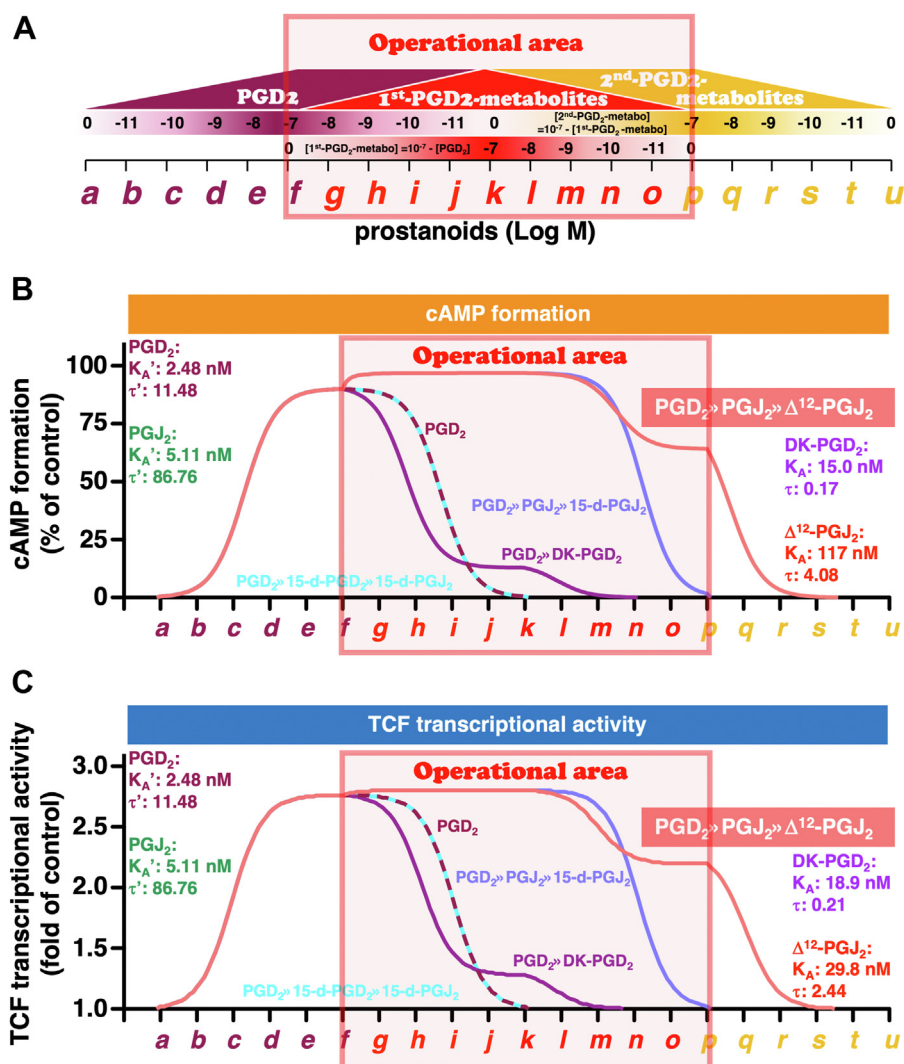 A
Operational area
PGD2
1st-PGD2-metabolites
2nd-PGD2-
metabolites
0 -11 -10 -9 -8 -7 -8 -9 -10 -11 0 [2nd-PGD2-metabo] =10-7 - [1st-PGD2-metabo] -7 -8 -9 -10 -11 0
0 [1st-PGD2-metabo] =10-7 - [PGD2] -7 -8 -9 -10 -11 0
a b c d e f g h i j k l m n o p q r s t u
prostanoids (Log M)
B
cAMP formation
Operational area
cAMP formation
(% of control)
100
75
50
25
0
PGD2:
KA’: 2.48 nM
τ’: 11.48
PGJ2:
KA’: 5.11 nM
τ’: 86.76
PGD2
PGD2»PGJ2»Δ12-PGJ2
PGD2»PGJ2»15-d-PGJ2
PGD2»DK-PGD2
PGD2»15-d-PGD2»15-d-PGJ2
DK-PGD2:
KA: 15.0 nM
τ: 0.17
Δ12-PGJ2:
KA: 117 nM
τ: 4.08
a b c d e f g h i j k l m n o p q r s t u
C
TCF transcriptional activity
Operational area
TCF transcriptional activity
(fold of control)
3.0
2.5
2.0
1.5
1.0
PGD2:
KA’: 2.48 nM
τ’: 11.48
PGJ2:
KA’: 5.11 nM
τ’: 86.76
PGD2
PGD2»PGJ2»Δ12-PGJ2
PGD2»PGJ2»15-d-PGJ2
PGD2»DK-PGD2
PGD2»15-d-PGD2»15-d-PGJ2
DK-PGD2:
KA: 18.9 nM
τ: 0.21
Δ12-PGJ2:
KA: 29.8 nM
τ: 2.44
a b c d e f g h i j k l m n o p q r s t u